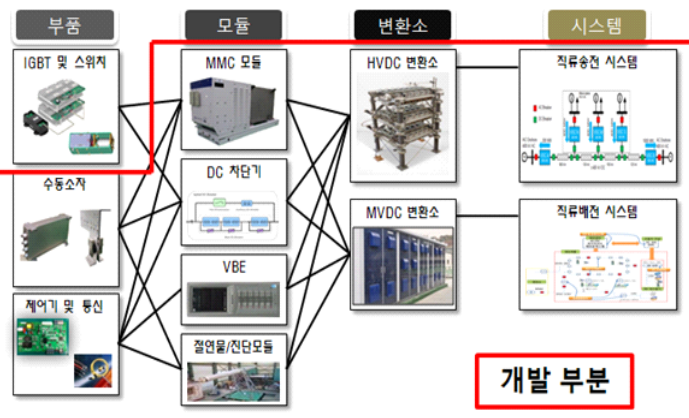 부품
모듈
변환소
시스템
IGBT 및 스위치
MMC 모듈
HVDC 변환소
직류송전 시스템
수동소자
DC 차단기
MVDC 변환소
직류배전 시스템
제어기 및 통신
VBE
절연물/진단모듈
개발 부분